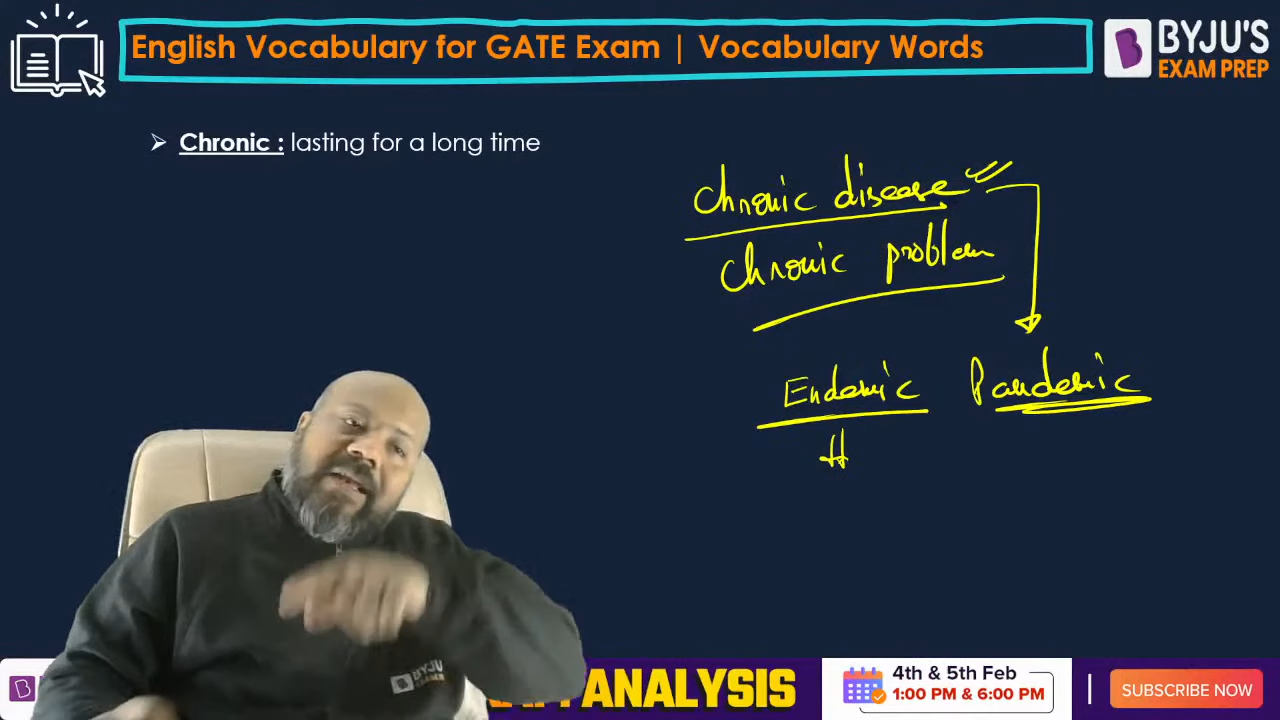 English Vocabulary for GATE Exam | Vocabulary Words
BYJU'S
EXAM PREP
➢ Chronic : lasting for a long time
Chronic disease
Chronic problem
Endemic Pandemic
BYJU
ANALYSIS
4th & 5th Feb
1:00 PM & 6:00 PM
SUBSCRIBE NOW